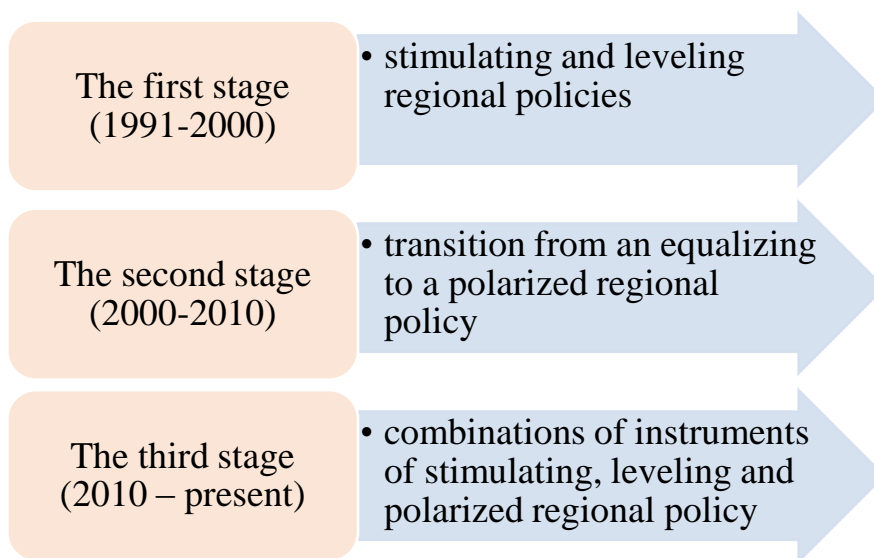 The first stage
(1991-2000)
• stimulating and leveling
regional policies
The second stage
(2000-2010)
• transition from an equalizing
to a polarized regional
policy
The third stage
(2010 – present)
• combinations of instruments
of stimulating, leveling and
polarized regional policy